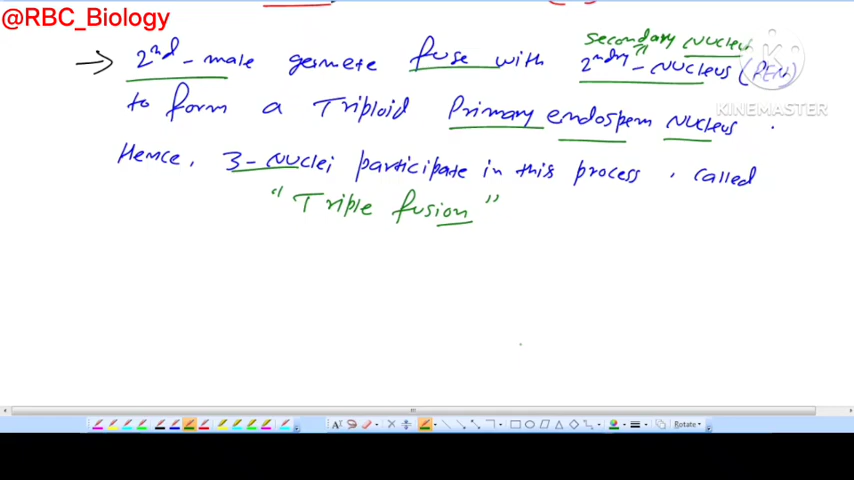 @RBC_Biology
secondary nucleus
→ 2nd - male germete fuse with 2ndry - nucleus (PEN)
to form a Triploid Primary endosperm nucleus.
Hence, 3 - nuclei participate in this process, called
"Triple fusion"
KINEMASTER
Rotate